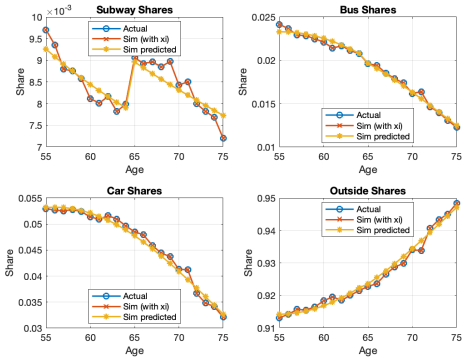 Subway Shares
10 × 10⁻³
9.5
9
8.5
8
7.5
7
55 60 65 70 75
Share
Age
Actual
Sim (with xi)
Sim predicted
Bus Shares
0.025
0.02
0.015
0.01
55 60 65 70 75
Share
Age
Actual
Sim (with xi)
Sim predicted
Car Shares
0.055
0.05
0.045
0.04
0.035
0.03
55 60 65 70 75
Share
Age
Actual
Sim (with xi)
Sim predicted
Outside Shares
0.95
0.94
0.93
0.92
0.91
55 60 65 70 75
Share
Age
Actual
Sim (with xi)
Sim predicted